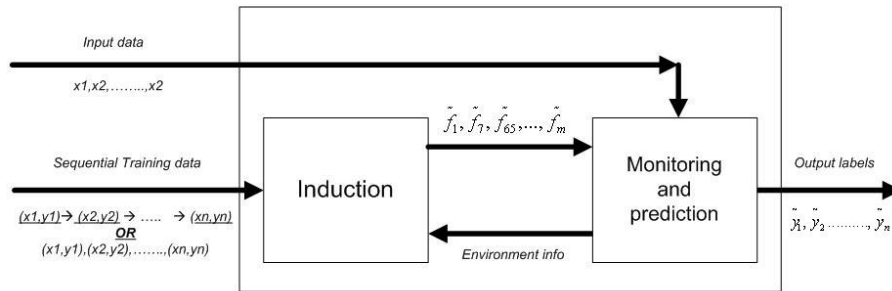 Input data
x1,x2,........,x2
Sequential Training data
(x1,y1)→ (x2,y2) → ..... → (xn,yn)
OR
(x1,y1),(x2,y2),.......,(xn,yn)
Induction
f̃₁, f̃₇, f̃₆₅,..., f̃ₘ
Environment info
Monitoring
and
prediction
Output labels
ỹ₁, ỹ₂ .........., ỹₙ